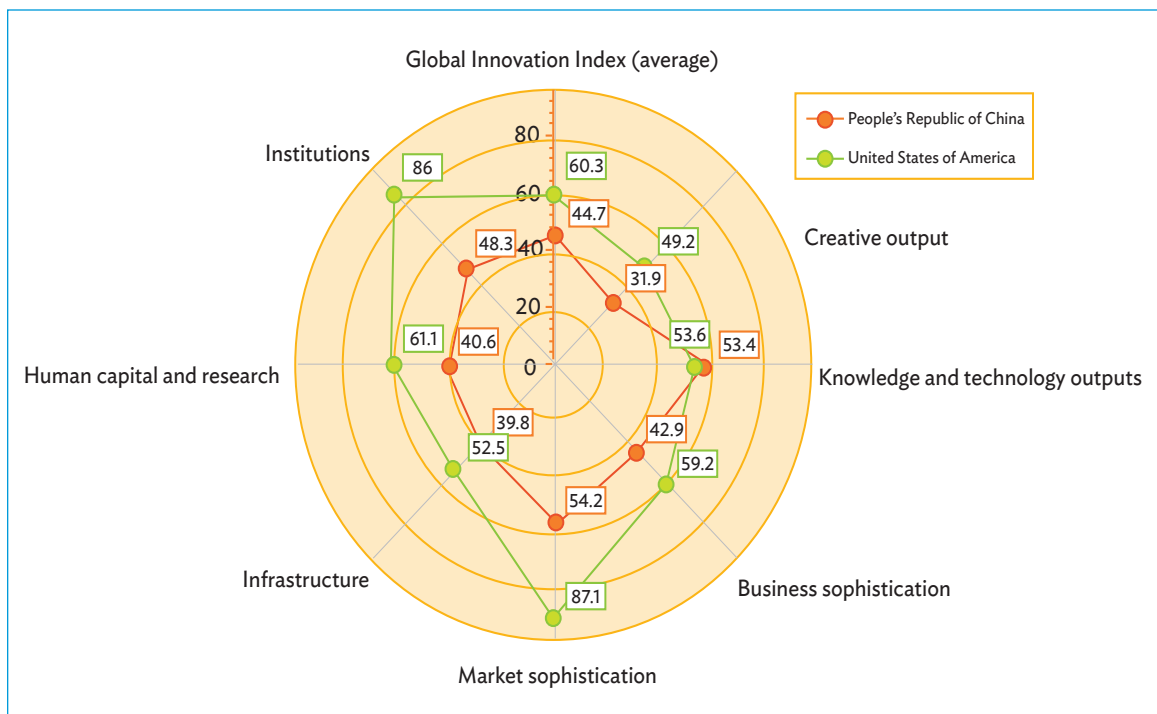 Global Innovation Index (average)
People's Republic of China
United States of America
80
Institutions
86
60.3
60
44.7
48.3
40
49.2
Creative output
31.9
20
53.6
53.4
61.1
40.6
0
Human capital and research
Knowledge and technology outputs
39.8
42.9
52.5
59.2
54.2
Infrastructure
Business sophistication
87.1
Market sophistication